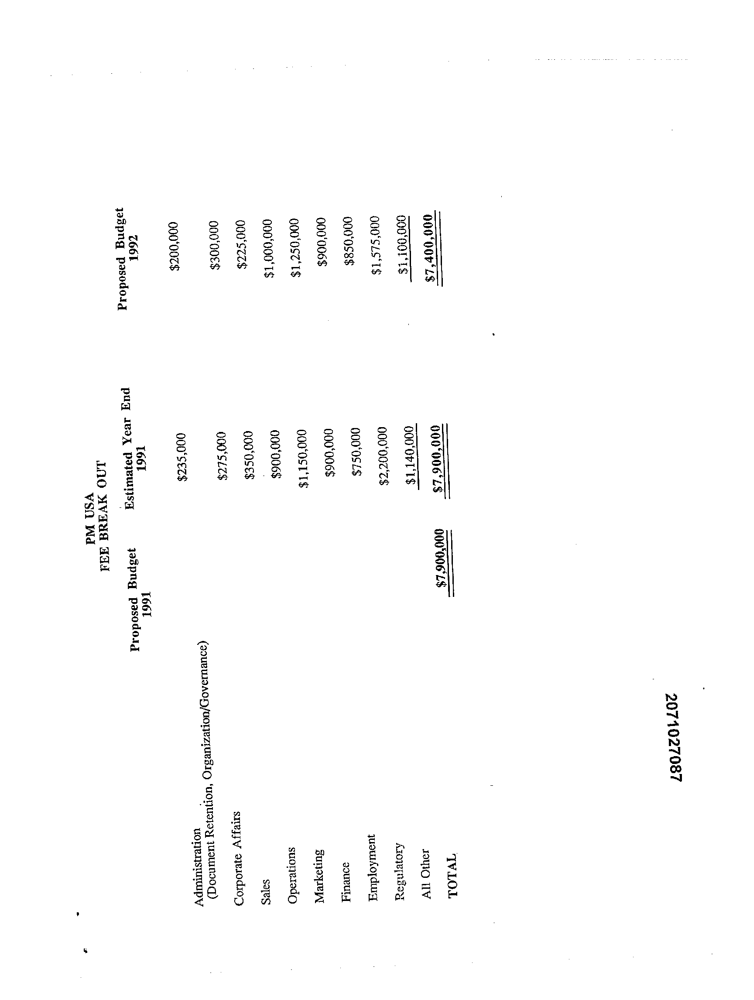 PM USA
FEE BREAK OUT
Proposed Budget Estimated Year End Proposed Budget
1991 1991 1992
Administration $235,000 $200,000
(Document Retention, Organization/Governance)
Corporate Affairs $275,000 $300,000
Sales $350,000 $225,000
Operations $900,000 $1,000,000
Marketing $1,150,000 $1,250,000
Finance $900,000 $900,000
Employment $750,000 $850,000
Regulatory $2,200,000 $1,575,000
All Other $1,140,000 $1,100,000
TOTAL $7,900,000 $7,900,000 $7,400,000
2071027087